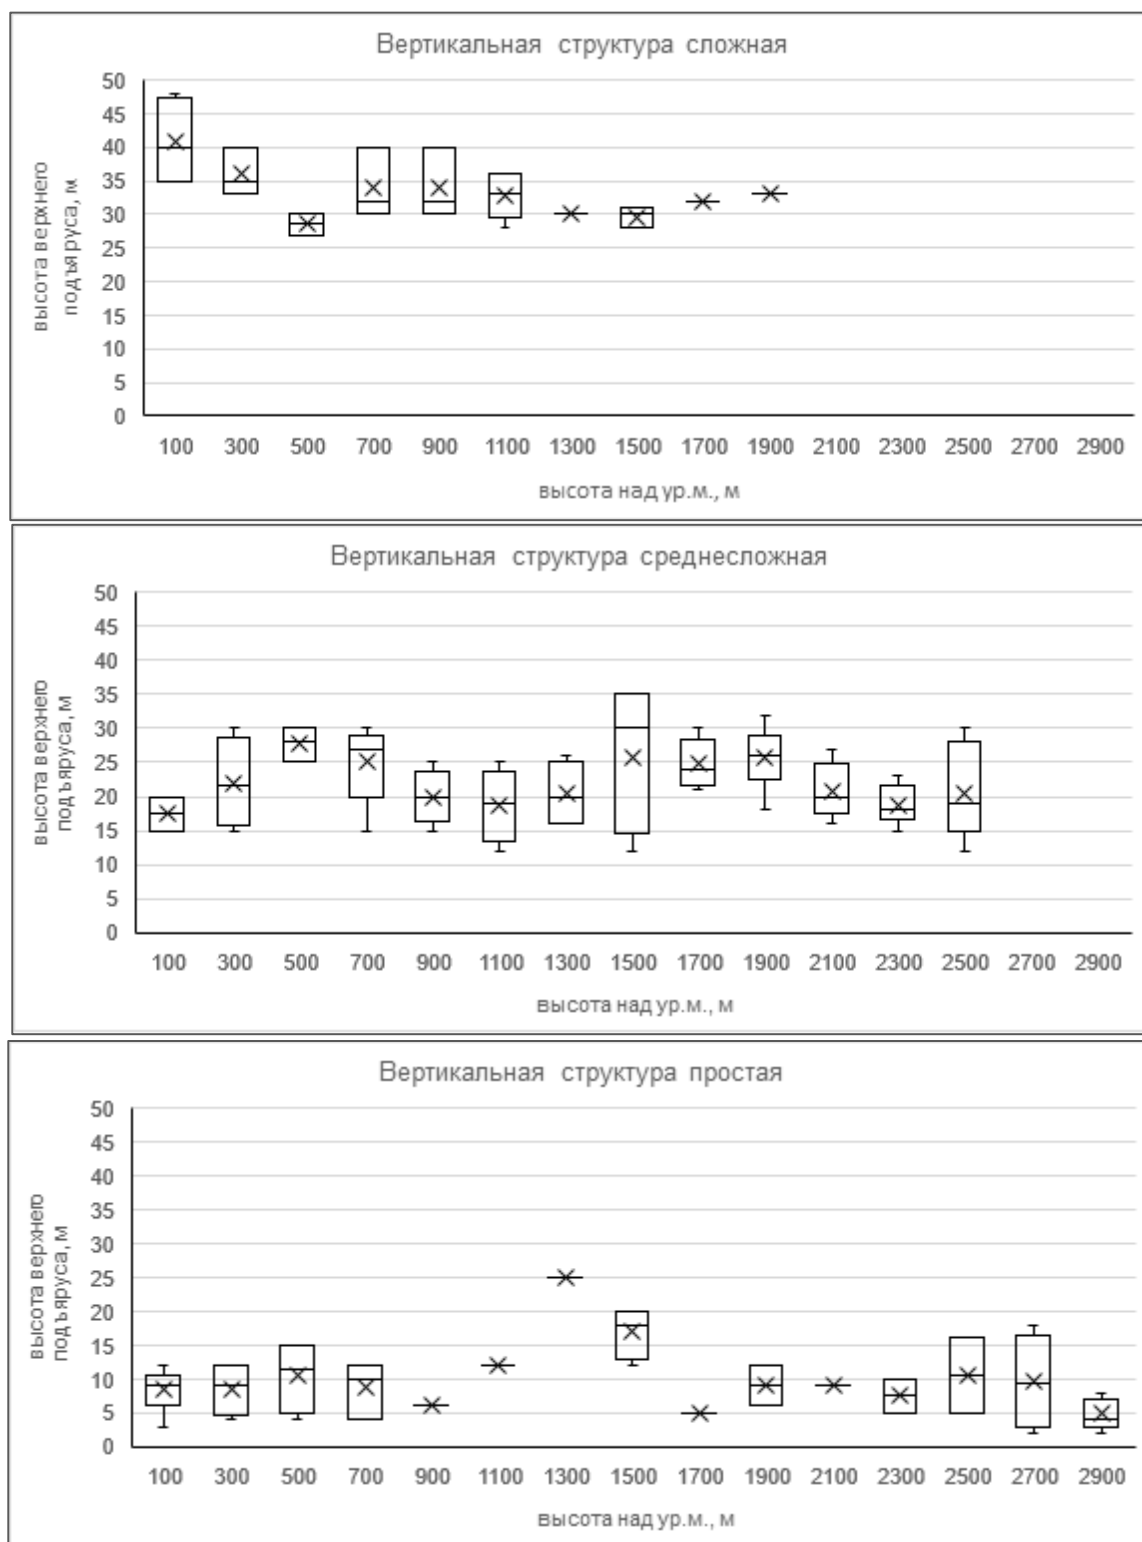 Вертикальная структура сложная
50
45
40
35
30
25
20
15
10
5
0
высота верхнего
подъяруса, м
100 300 500 700 900 1100 1300 1500 1700 1900 2100 2300 2500 2700 2900
высота над ур.м., м
Вертикальная структура среднесложная
50
45
40
35
30
25
20
15
10
5
0
высота верхнего
подъяруса, м
100 300 500 700 900 1100 1300 1500 1700 1900 2100 2300 2500 2700 2900
высота над ур.м., м
Вертикальная структура простая
50
45
40
35
30
25
20
15
10
5
0
высота верхнего
подъяруса, м
100 300 500 700 900 1100 1300 1500 1700 1900 2100 2300 2500 2700 2900
высота над ур.м., м